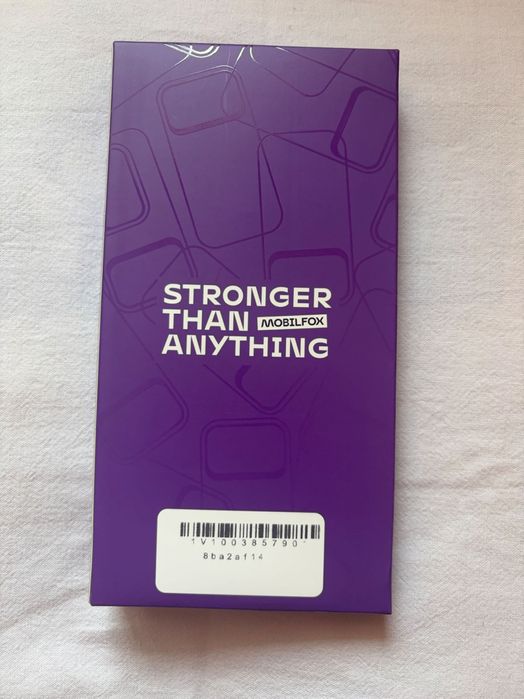 STRONGER
THAN MOBILFOX
ANYTHING
1V100385790
8ba2af14